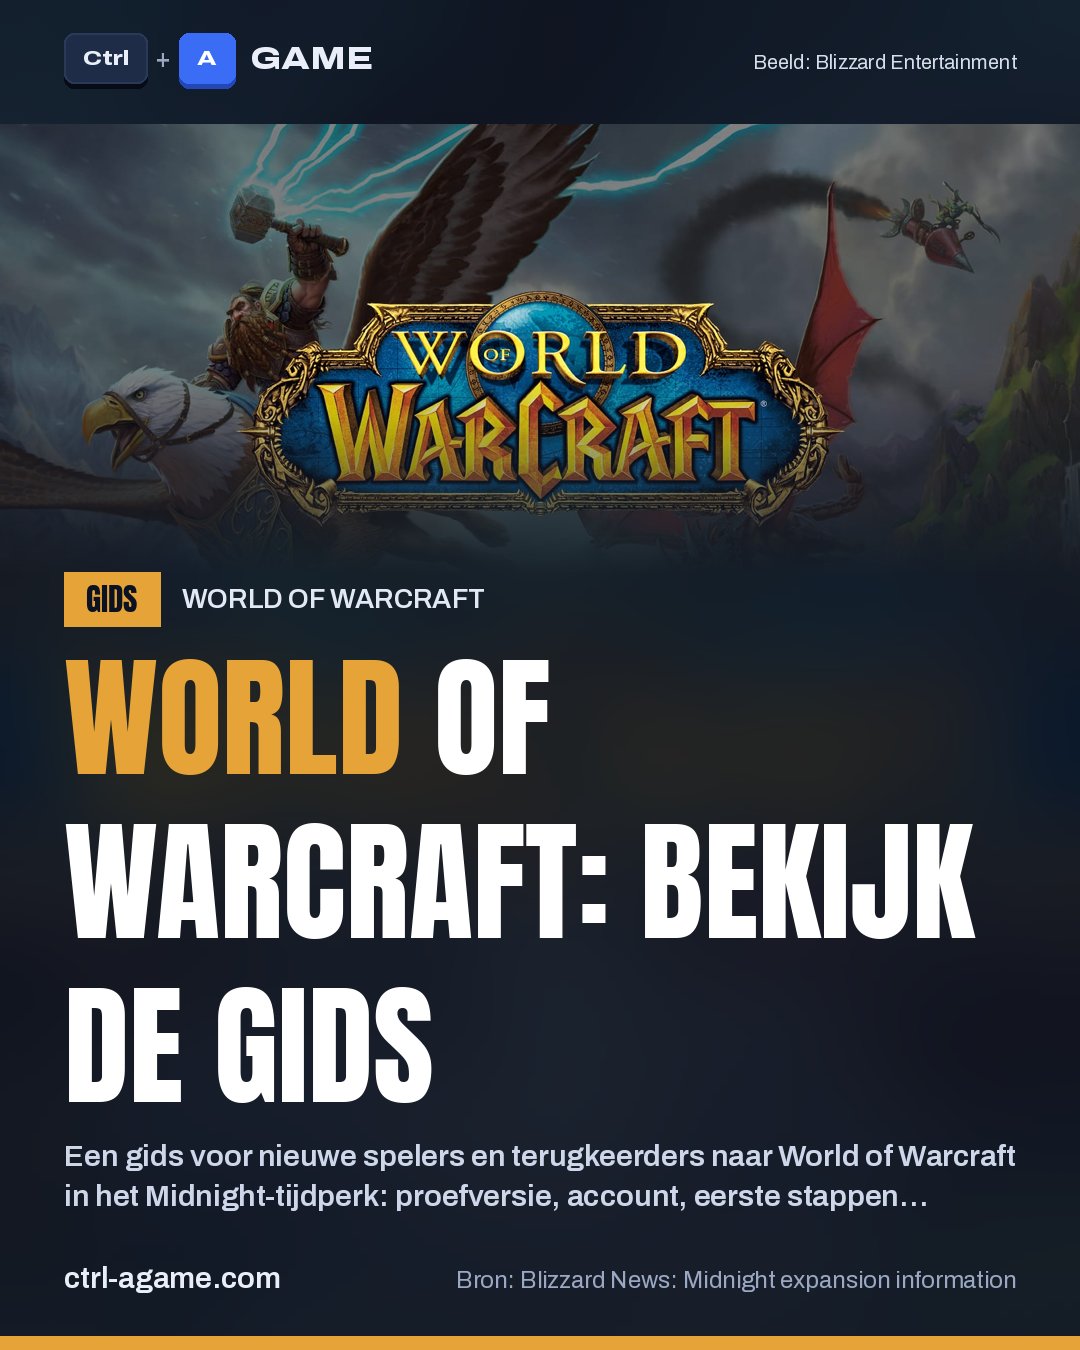 Ctrl + A GAME
Beeld: Blizzard Entertainment
WORLD OF
WARCRAFT ®
GIDS
WORLD OF WARCRAFT
WORLD OF
WARCRAFT: BEKIJK
DE GIDS
Een gids voor nieuwe spelers en terugkeerders naar World of Warcraft
in het Midnight-tijdperk: proefversie, account, eerste stappen…
ctrl-agame.com
Bron: Blizzard News: Midnight expansion information